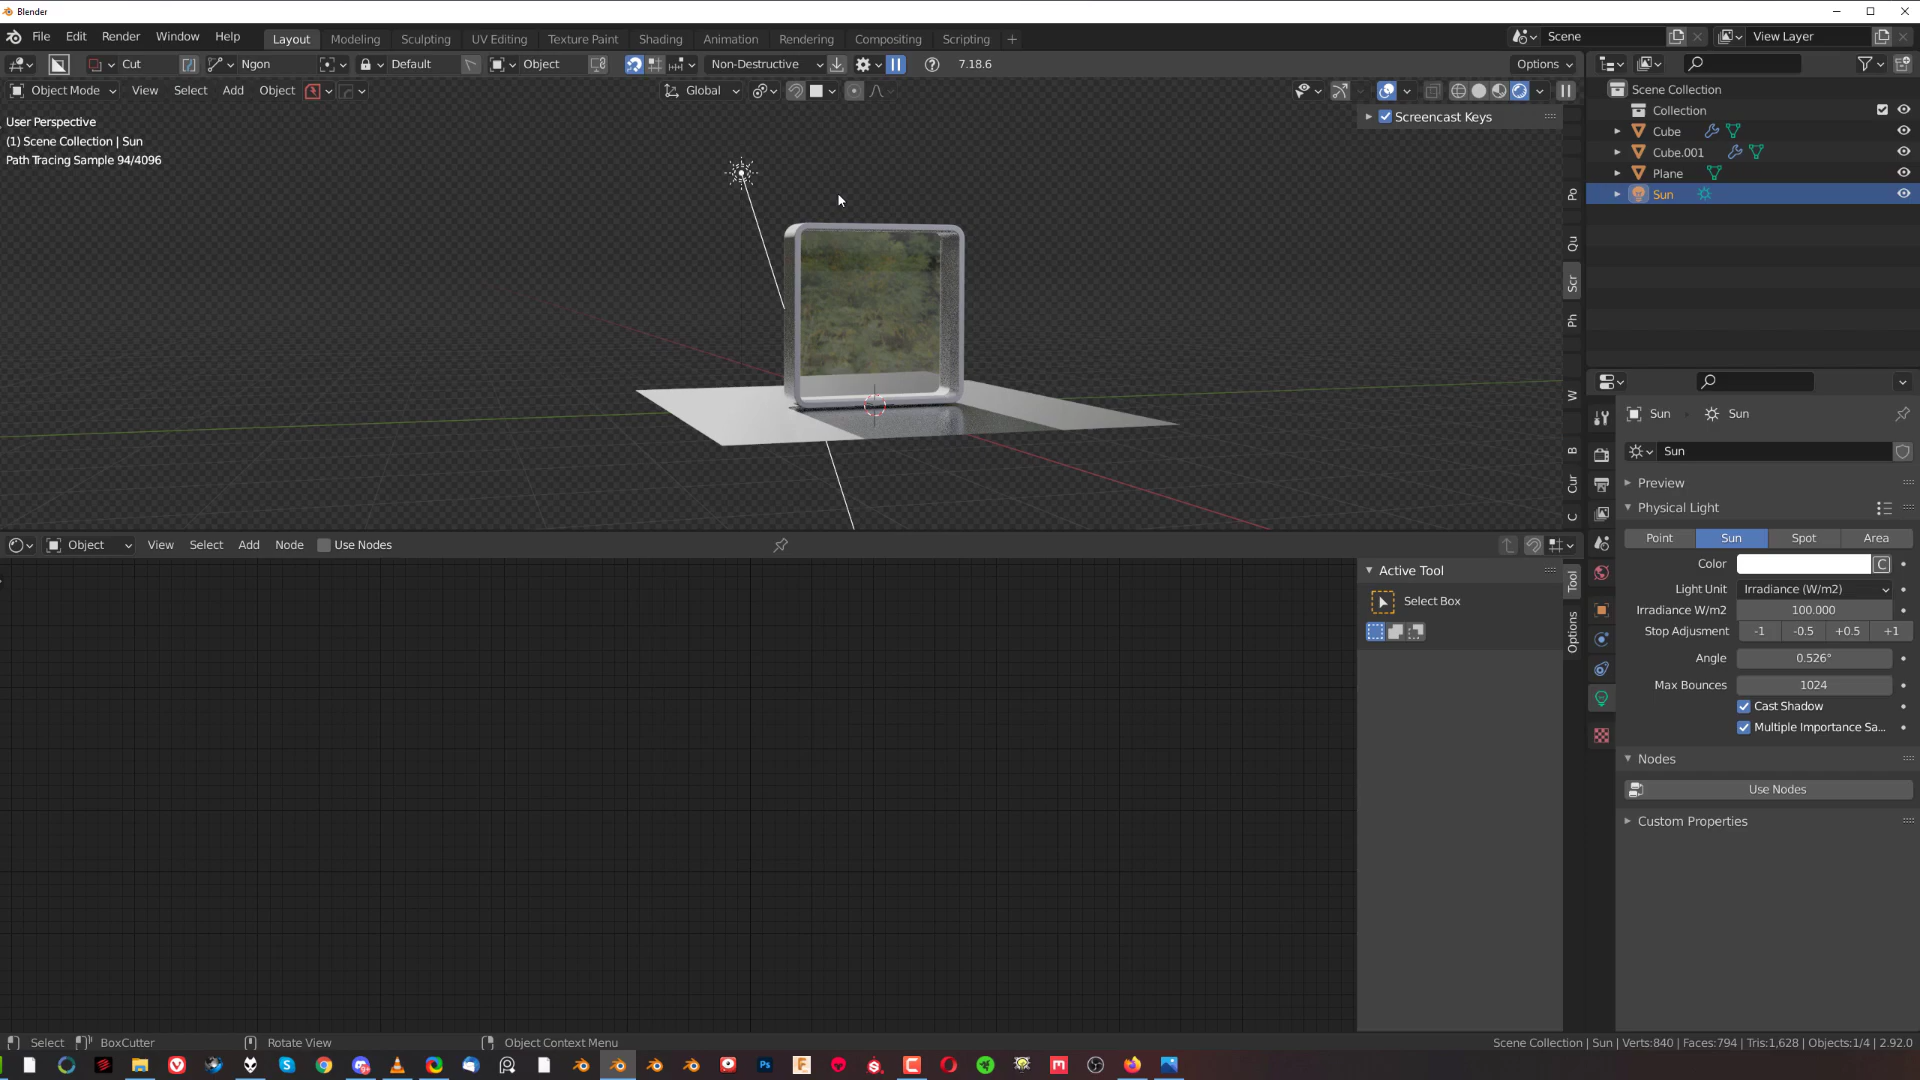 Blender
File Edit Render Window Help Layout Modeling Sculpting UV Editing Texture Paint Shading Animation Rendering Compositing Scripting + Scene View Layer
Cut Ngon Default Object Non-Destructive 7.18.6 Options
Object Mode View Select Add Object Global
User Perspective
(1) Scene Collection | Sun
Path Tracing Sample 94/4096
Screencast Keys
Po
Qu
Scr
Ph
W
B
Cur
C
Scene Collection
Collection
Cube
Cube.001
Plane
Sun
Sun Sun
Sun
Preview
Physical Light
Point Sun Spot Area
Color C
Light Unit Irradiance (W/m2)
Irradiance W/m2 100.000
Stop Adjusment -1 -0.5 +0.5 +1
Angle 0.526°
Max Bounces 1024
Cast Shadow
Multiple Importance Sa...
Nodes
Use Nodes
Custom Properties
Object View Select Add Node Use Nodes
Active Tool
Select Box
Tool
Options
Select BoxCutter Rotate View Object Context Menu Scene Collection | Sun | Verts:840 | Faces:794 | Tris:1,628 | Objects:1/4 | 2.92.0